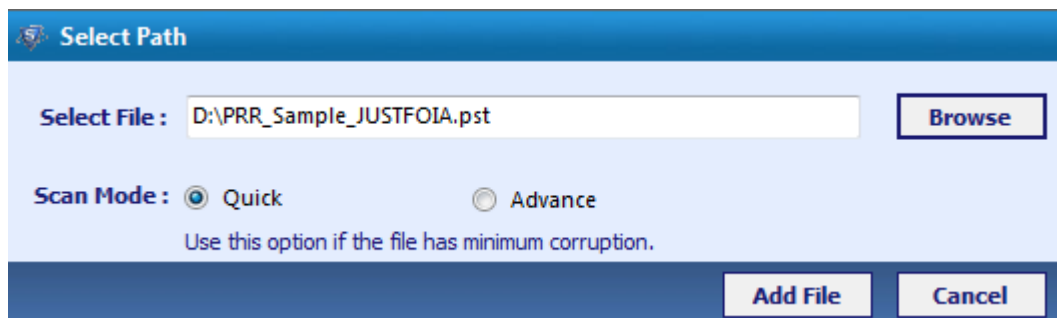 Select Path
Select File : D:\PRR_Sample_JUSTFOIA.pst Browse
Scan Mode : Quick Advance
Use this option if the file has minimum corruption.
Add File Cancel